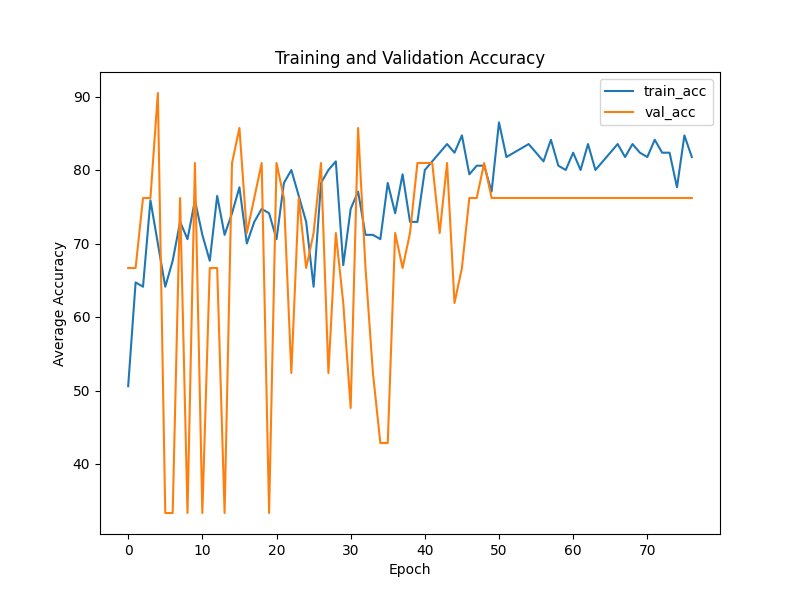 Training and Validation Accuracy
train_acc
val_acc
90
80
70
60
50
40
Average Accuracy
0 10 20 30 40 50 60 70
Epoch